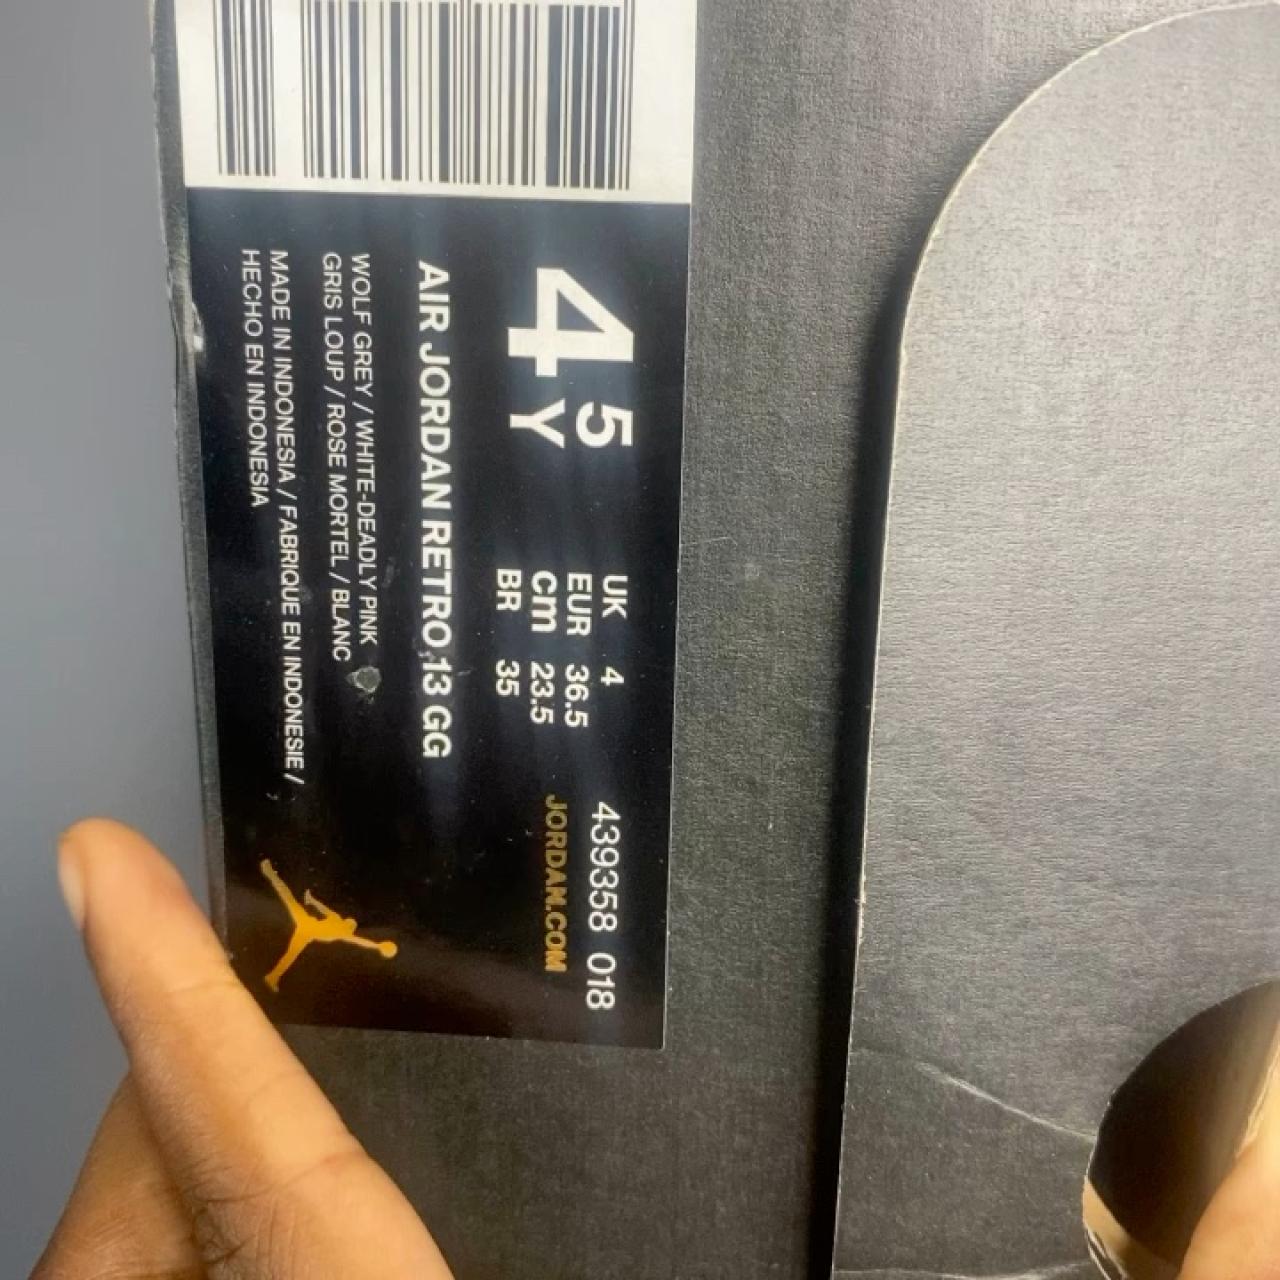 4 5 Y
UK 4
EUR 36.5
cm 23.5
BR 35
439358 018
JORDAN.COM
AIR JORDAN RETRO 13 GG
WOLF GREY / WHITE-DEADLY PINK
GRIS LOUP / ROSE MORTEL / BLANC
MADE IN INDONESIA / FABRIQUE EN INDONESIE /
HECHO EN INDONESIA